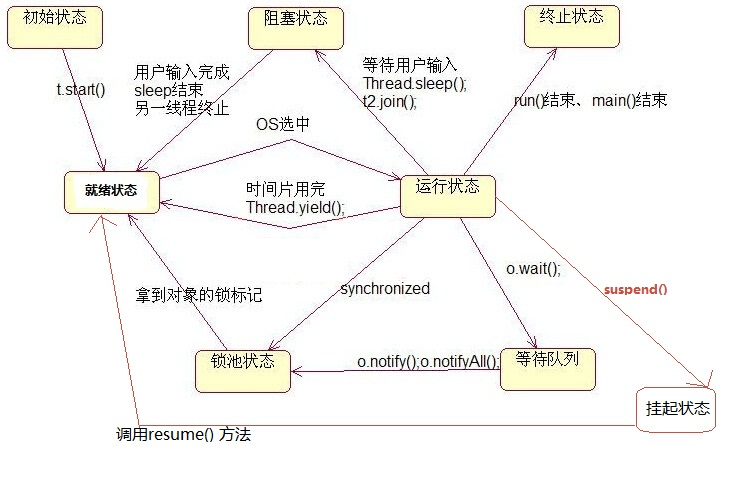 初始状态
阻塞状态
终止状态
t.start()
用户输入完成
sleep结束
另一线程终止
等待用户输入
Thread.sleep();
t2.join();
run()结束、main()结束
OS选中
就绪状态
时间片用完
Thread.yield();
运行状态
拿到对象的锁标记
synchronized
o.wait();
suspend()
锁池状态
o.notify();o.notifyAll();
等待队列
挂起状态
调用resume() 方法